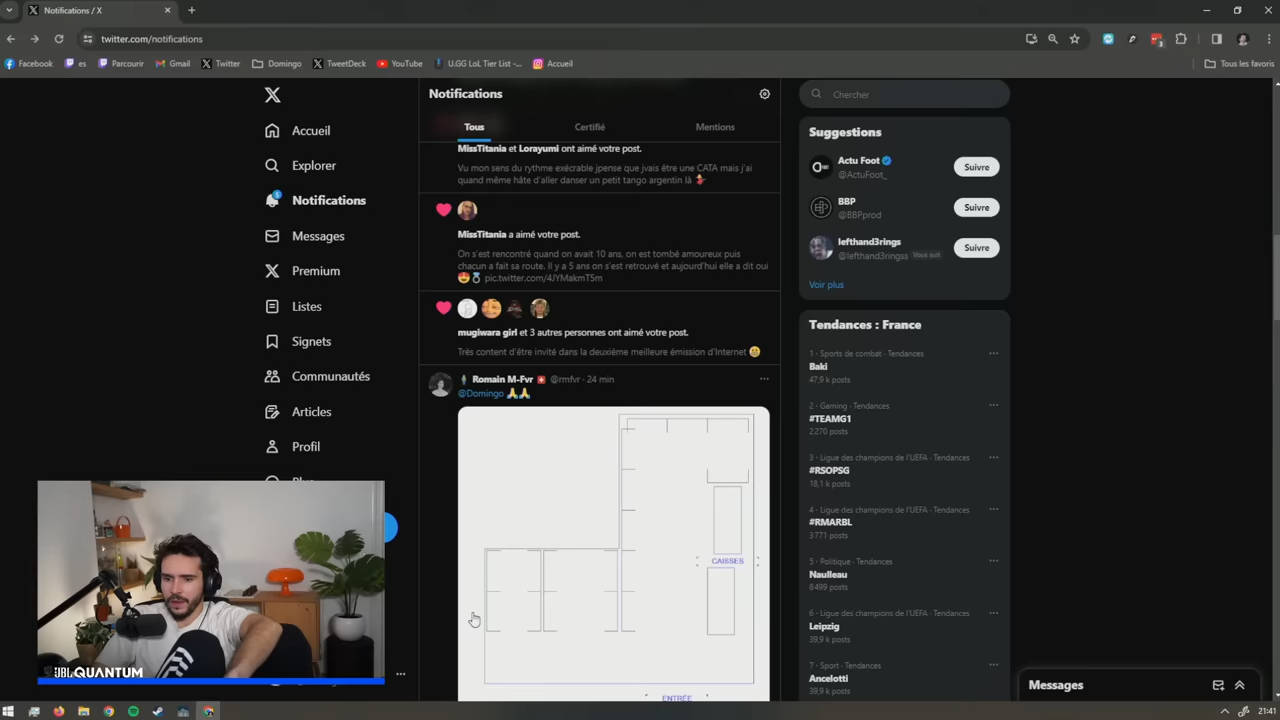 Notifications / X
twitter.com/notifications
Facebook
es
Parcourir
Gmail
Twitter
Domingo
TweetDeck
YouTube
U.GG LoL Tier List -...
Accueil
Tous les favoris
Accueil
Explorer
5
Notifications
Messages
Premium
Listes
Signets
Communautés
Articles
Profil
Notifications
Tous
Certifié
Mentions
MissTitania et Lorayumi ont aimé votre post.
Vu mon sens du rythme exécrable jpense que jvais être une CATA mais j'ai
quand même hâte d'aller danser un petit tango argentin là 💃
MissTitania a aimé votre post.
On s'est rencontré quand on avait 10 ans, on est tombé amoureux puis
chacun a fait sa route. Il y a 5 ans on s'est retrouvé et aujourd'hui elle a dit oui
😍💍 pic.twitter.com/4JYMakmT5m
mugiwara girl et 3 autres personnes ont aimé votre post.
Très content d'être invité dans la deuxième meilleure émission d'Internet
Romain M-Fvr @rmfvr · 24 min
@Domingo 🙏🙏
CAISSES
ENTRÉE
Chercher
Suggestions
Actu Foot
@ActuFoot_
Suivre
BBP
@BBPprod
Suivre
lefthand3rings
@lefthand3ringss Vous suit
Suivre
Voir plus
Tendances : France
1 · Sports de combat · Tendances
Baki
47,9 k posts
2 · Gaming · Tendances
#TEAMG1
2 270 posts
3 · Ligue des champions de l'UEFA · Tendances
#RSOPSG
18,1 k posts
4 · Ligue des champions de l'UEFA · Tendances
#RMARBL
3 771 posts
5 · Politique · Tendances
Naulleau
8 499 posts
6 · Ligue des champions de l'UEFA · Tendances
Leipzig
39,9 k posts
7 · Sport · Tendances
Ancelotti
39,9 k posts
Messages
JBL QUANTUM
21:41